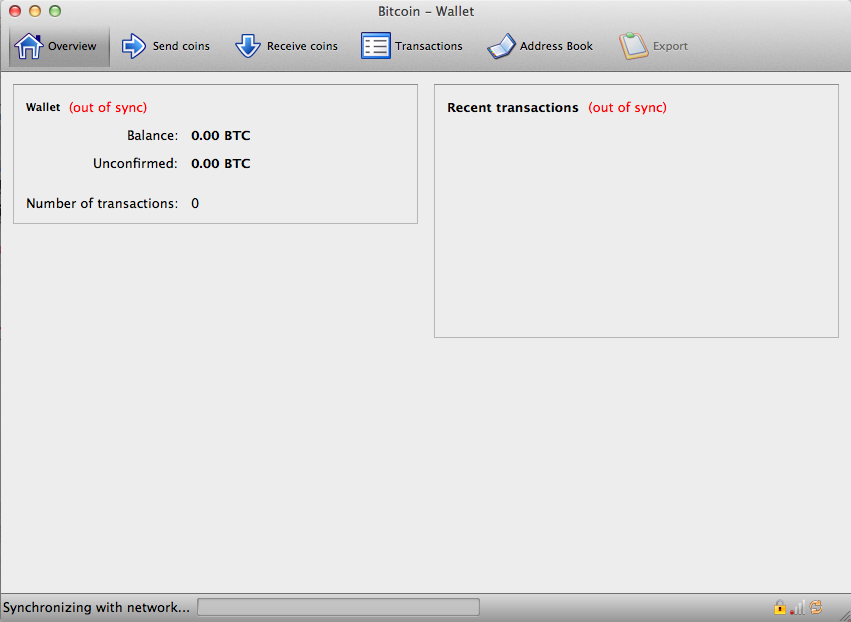 Bitcoin – Wallet
Overview Send coins Receive coins Transactions Address Book Export
Wallet (out of sync)
Balance: 0.00 BTC
Unconfirmed: 0.00 BTC
Number of transactions: 0
Recent transactions (out of sync)
Synchronizing with network...